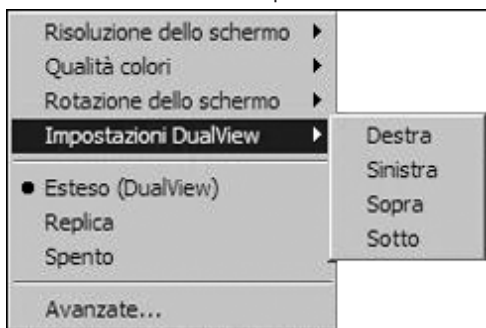 Risoluzione dello schermo
Qualità colori
Rotazione dello schermo
Impostazioni DualView
Destra
Sinistra
Sopra
Sotto
Esteso (DualView)
Replica
Spento
Avanzate...